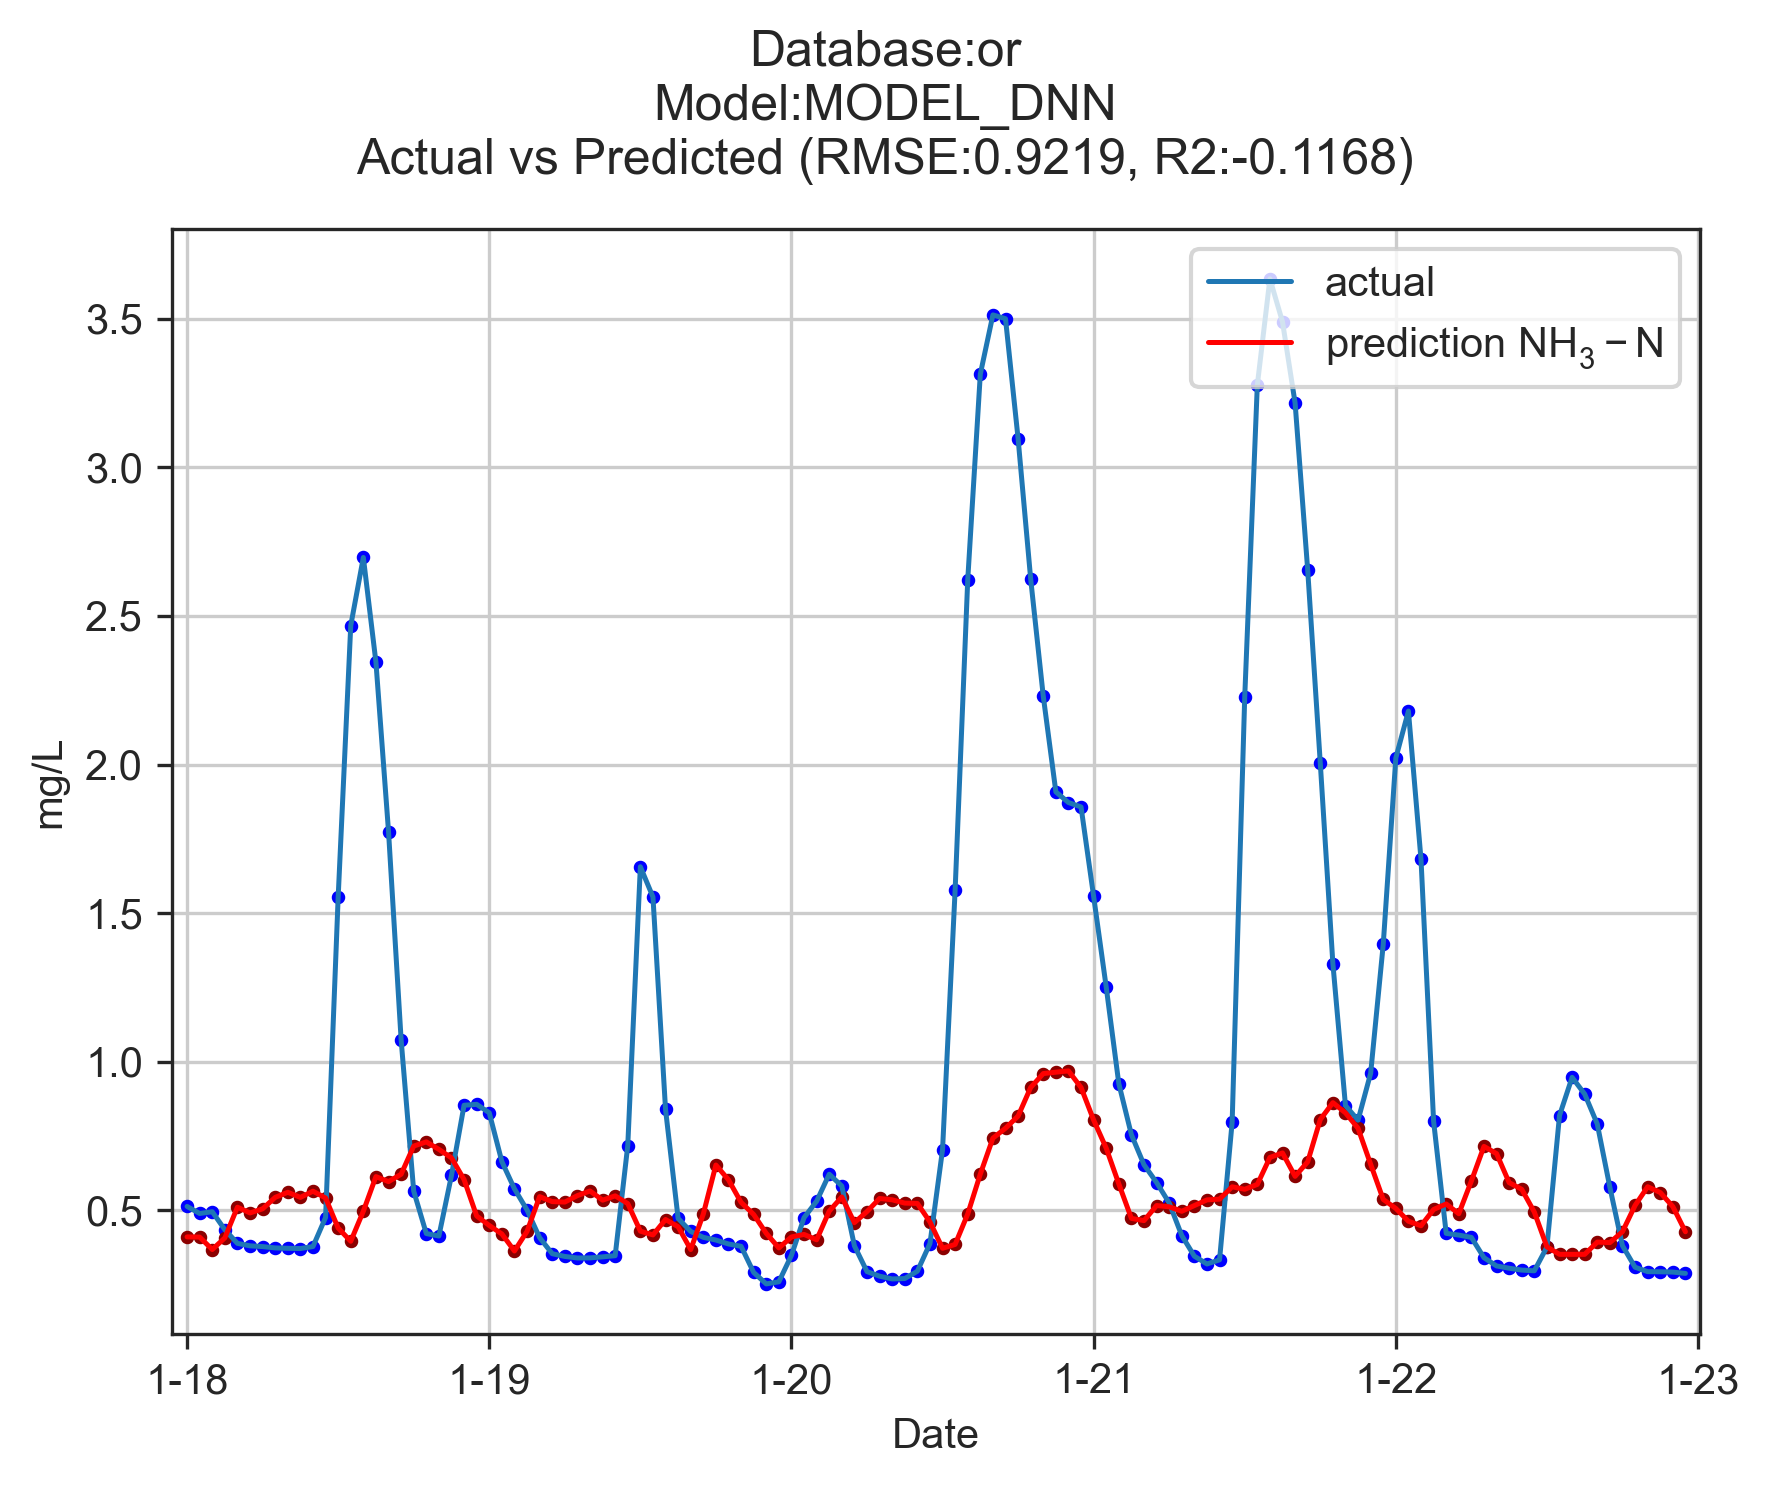 Database:or
Model:MODEL_DNN
Actual vs Predicted (RMSE:0.9219, R2:-0.1168)
actual
prediction NH₃ − N
3.5
3.0
2.5
2.0
1.5
1.0
0.5
mg/L
1-18 1-19 1-20 1-21 1-22 1-23
Date